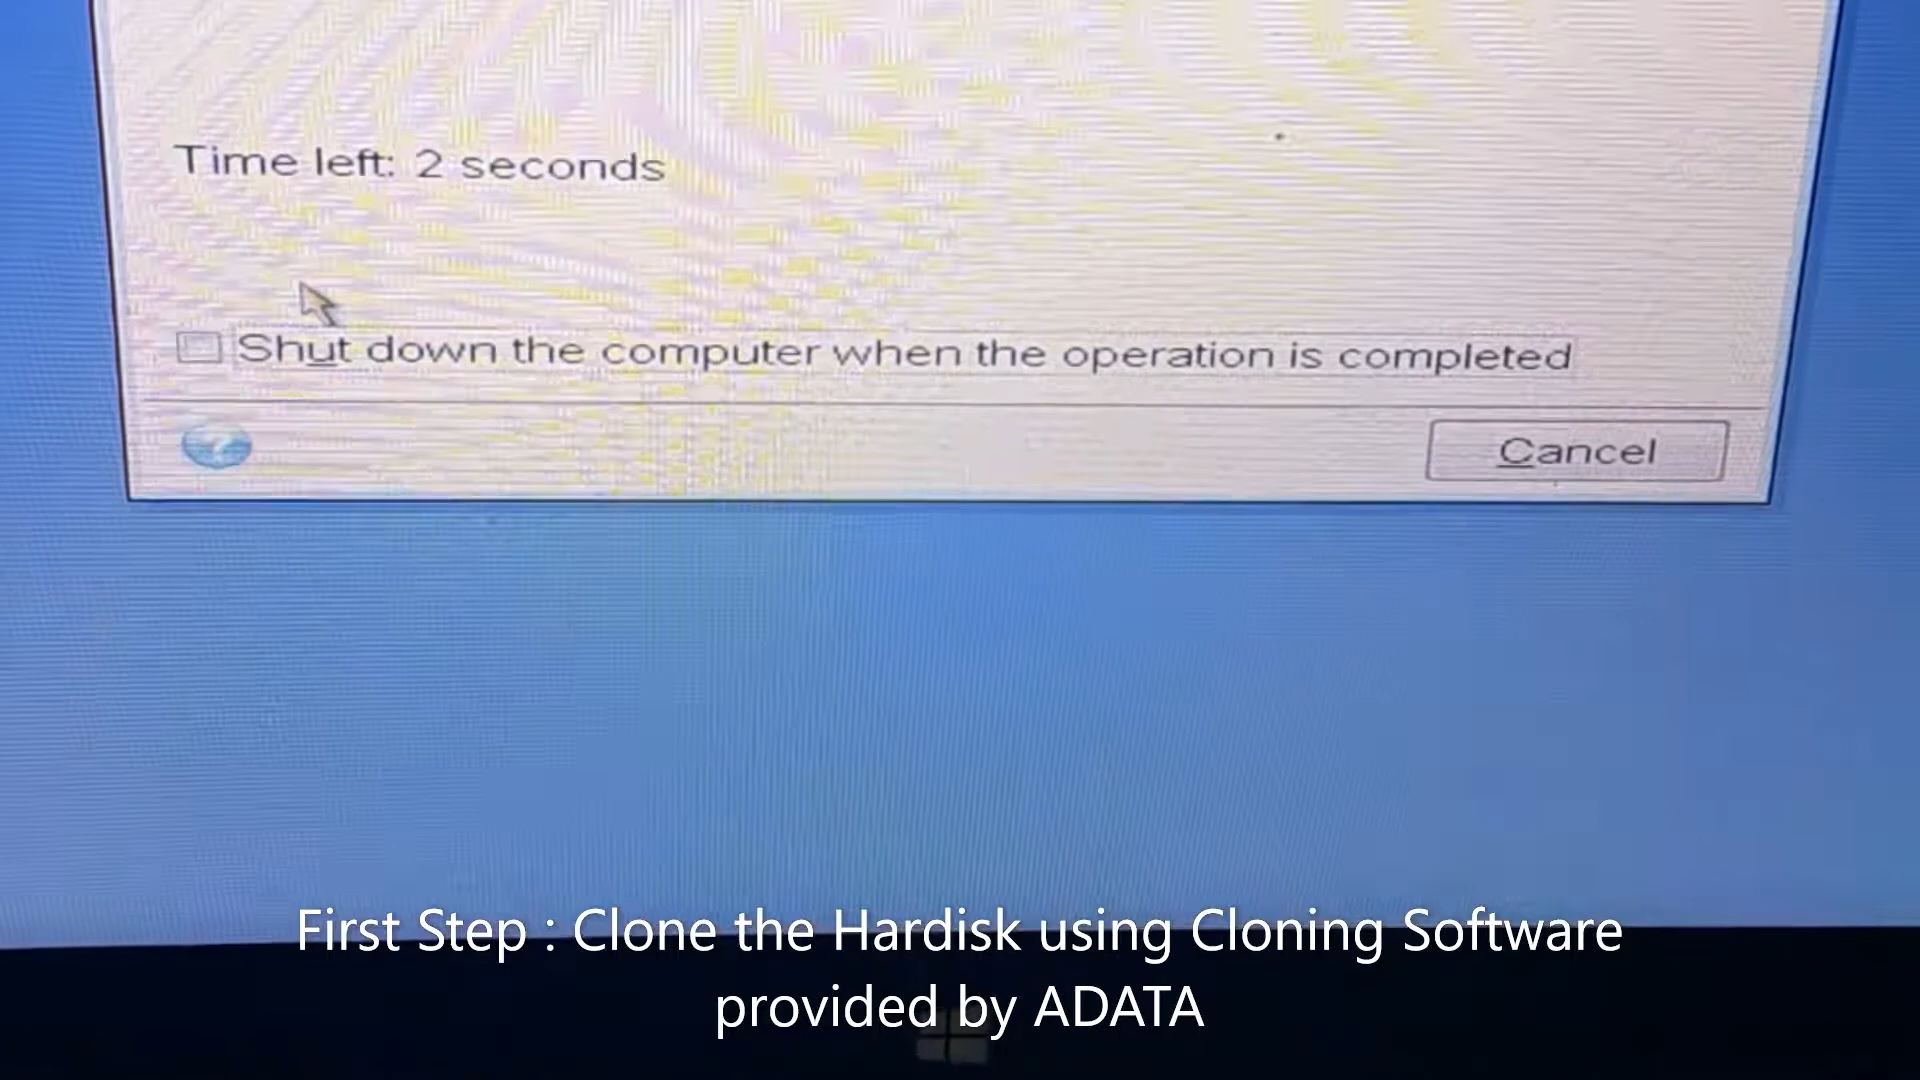 Time left: 2 seconds
Shut down the computer when the operation is completed
Cancel
First Step : Clone the Hardisk using Cloning Software
provided by ADATA